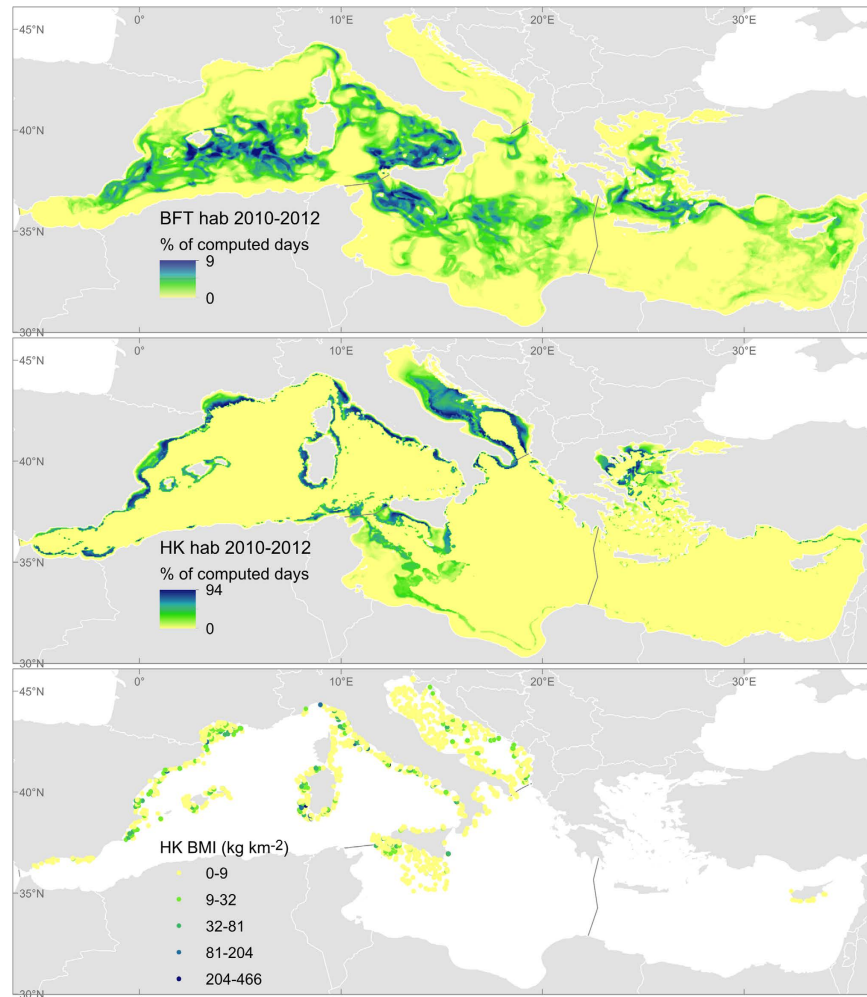 0° 10°E 20°E 30°E
45°N
40°N
35°N
30°N
BFT hab 2010-2012
% of computed days
9
0
0° 10°E 20°E 30°E
45°N
40°N
35°N
30°N
HK hab 2010-2012
% of computed days
94
0
0° 10°E 20°E 30°E
45°N
40°N
35°N
30°N
HK BMI (kg km-2)
0-9
9-32
32-81
81-204
204-466